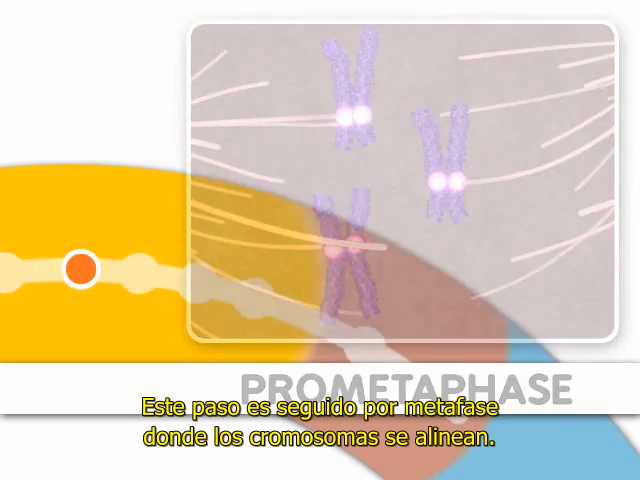 PROMETAPHASE
Este paso es seguido por metafase
donde los cromosomas se alinean.